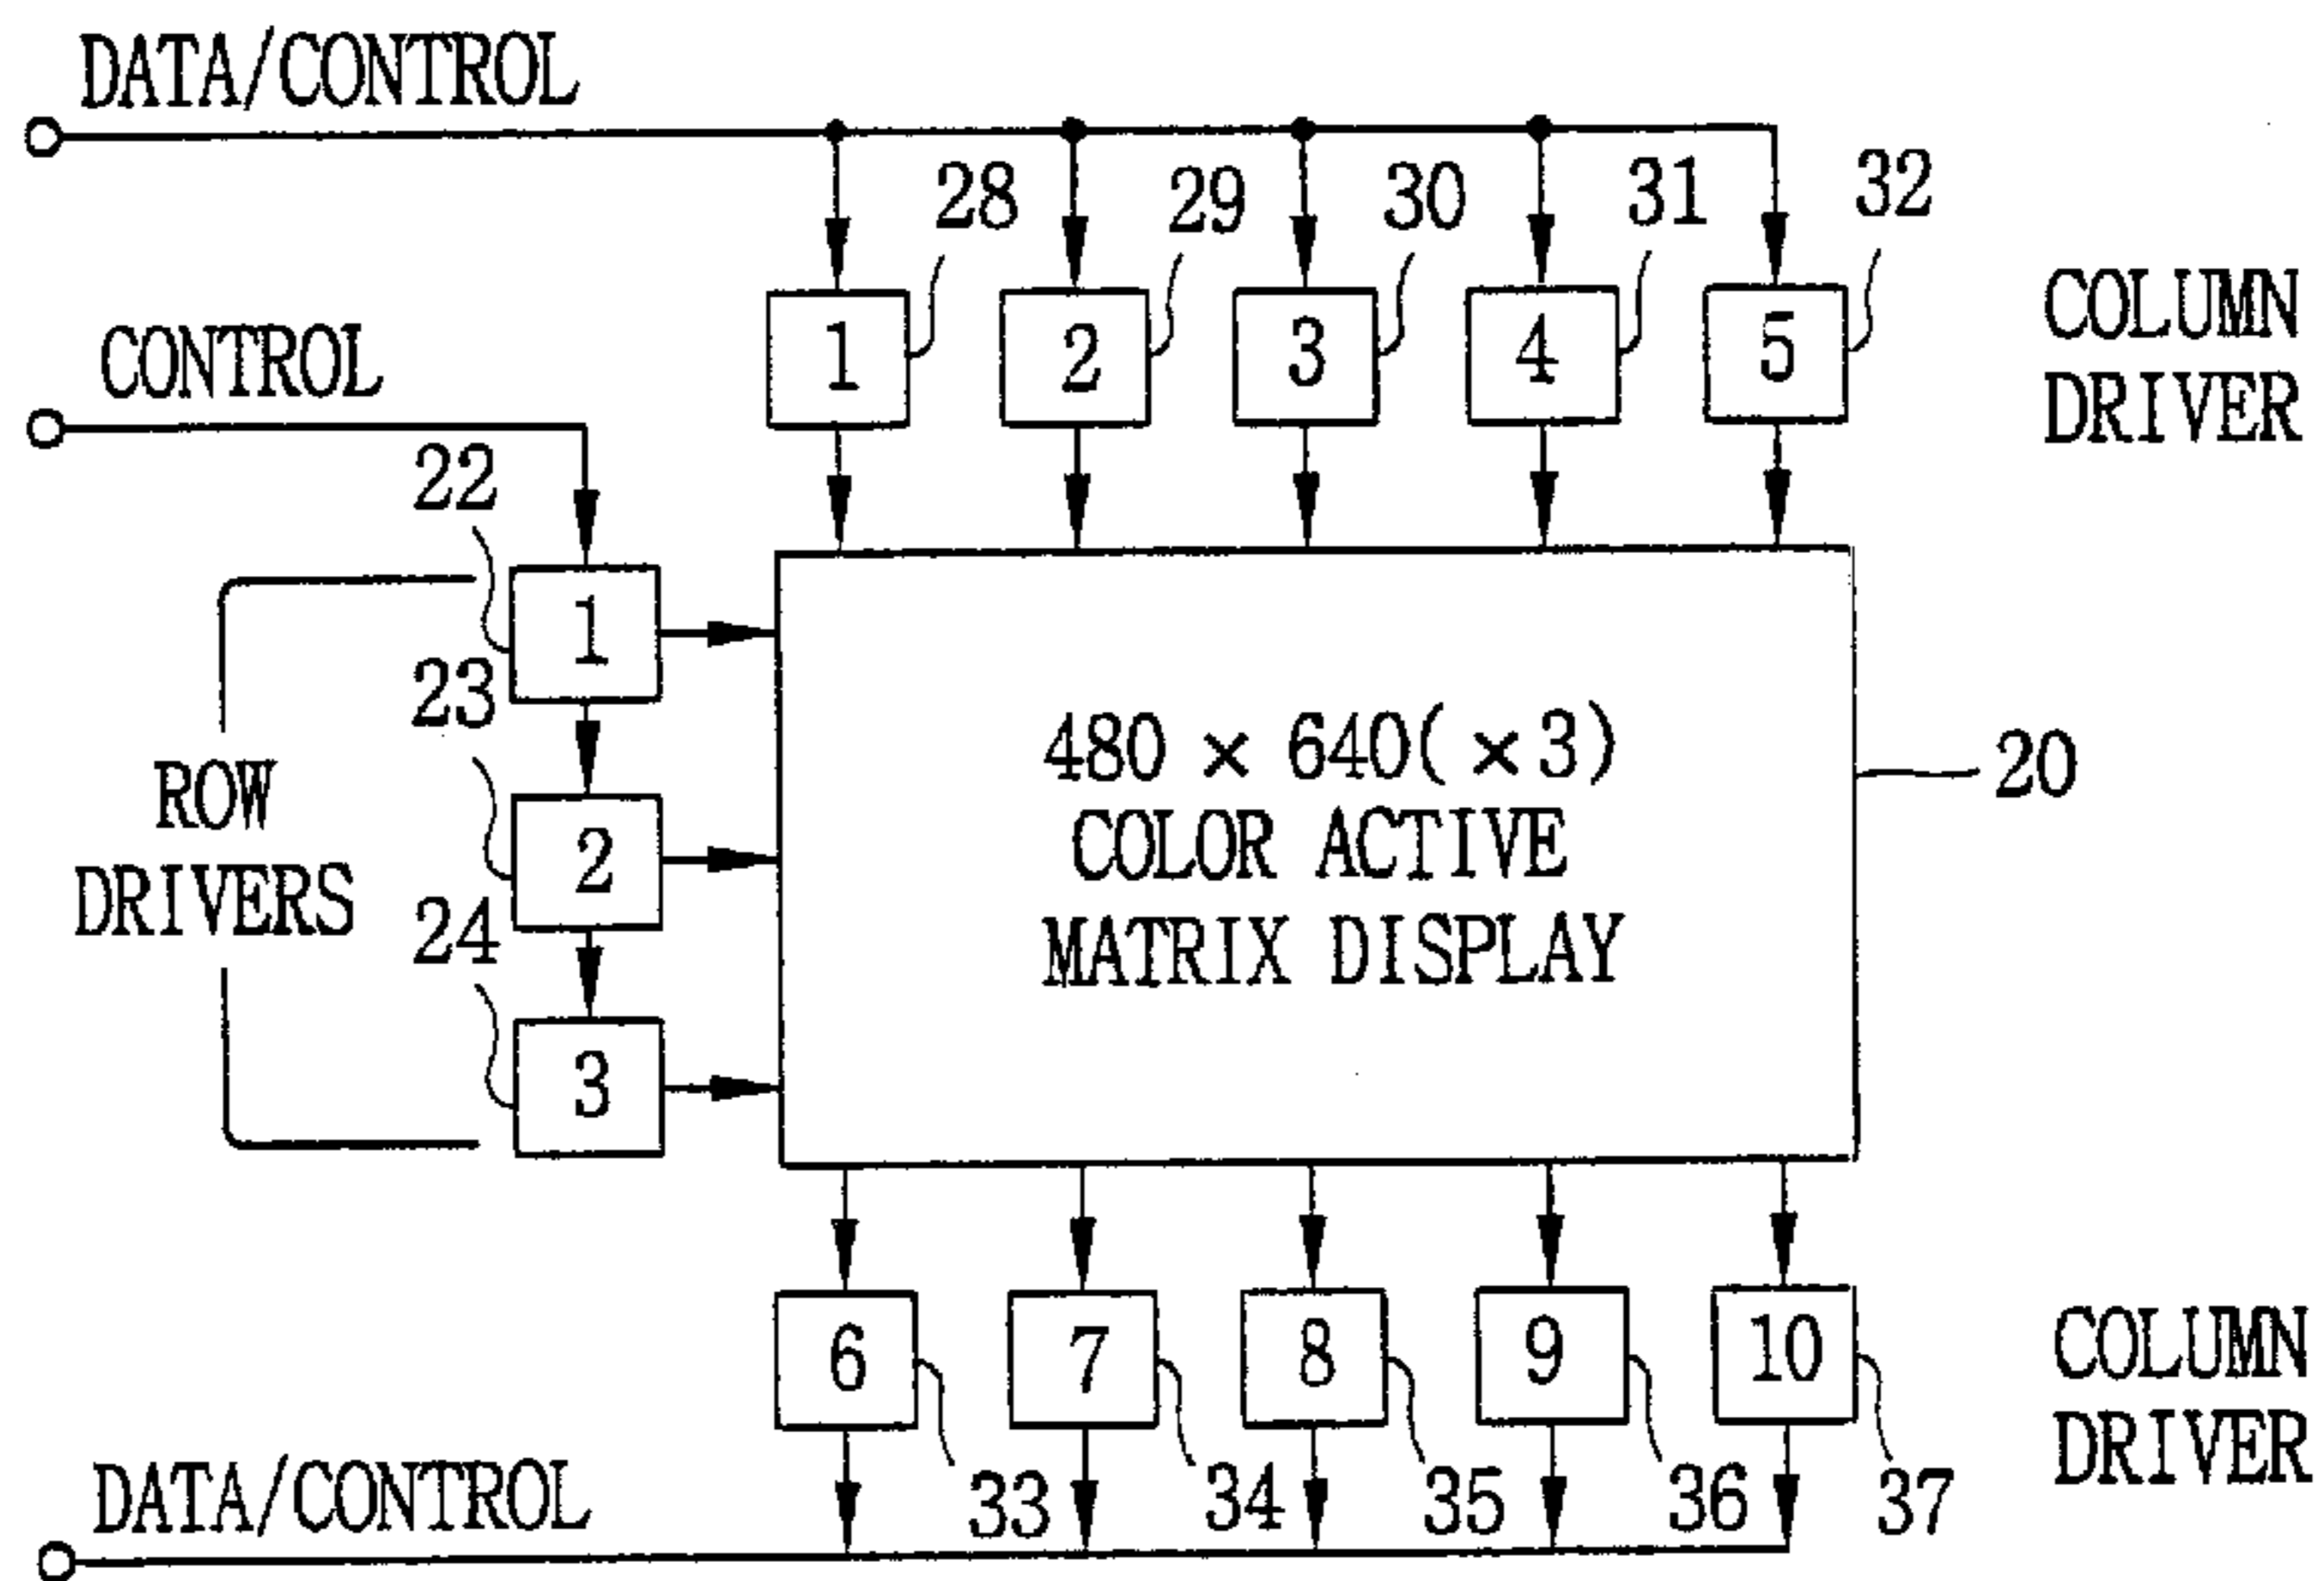 DATA/CONTROL
28
29
30
31
32
1
2
3
4
5
COLUMN
DRIVER
CONTROL
22
1
23
ROW
DRIVERS
2
24
3
480 × 640(×3)
COLOR ACTIVE
MATRIX DISPLAY
20
6
7
8
9
10
COLUMN
DRIVER
33
34
35
36
37
DATA/CONTROL